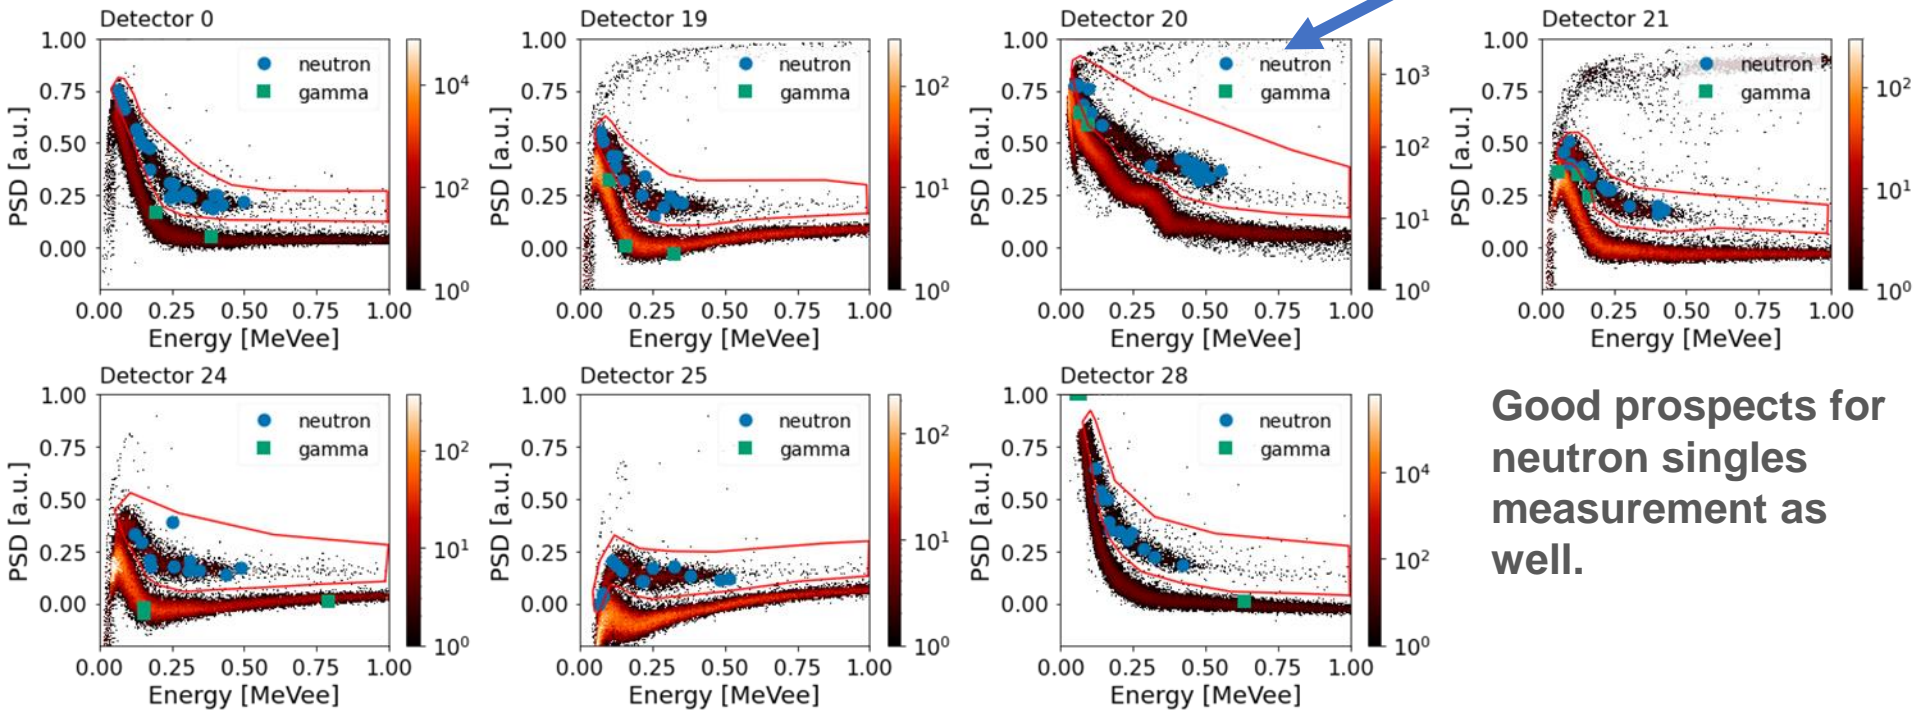 Detector 0
1.00
0.75
0.50
0.25
0.00
PSD [a.u.]
neutron
gamma
10⁴
10²
10⁰
0.00 0.25 0.50 0.75 1.00
Energy [MeVee]
Detector 19
1.00
0.75
0.50
0.25
0.00
PSD [a.u.]
neutron
gamma
10²
10¹
10⁰
0.00 0.25 0.50 0.75 1.00
Energy [MeVee]
Detector 20
1.00
0.75
0.50
0.25
0.00
PSD [a.u.]
neutron
gamma
10³
10²
10¹
10⁰
0.00 0.25 0.50 0.75 1.00
Energy [MeVee]
Detector 21
1.00
0.75
0.50
0.25
0.00
PSD [a.u.]
neutron
gamma
10²
10¹
10⁰
0.00 0.25 0.50 0.75 1.00
Energy [MeVee]
Detector 24
1.00
0.75
0.50
0.25
0.00
PSD [a.u.]
neutron
gamma
10²
10¹
10⁰
0.00 0.25 0.50 0.75 1.00
Energy [MeVee]
Detector 25
1.00
0.75
0.50
0.25
0.00
PSD [a.u.]
neutron
gamma
10²
10¹
10⁰
0.00 0.25 0.50 0.75 1.00
Energy [MeVee]
Detector 28
1.00
0.75
0.50
0.25
0.00
PSD [a.u.]
neutron
gamma
10⁴
10²
10⁰
0.00 0.25 0.50 0.75 1.00
Energy [MeVee]
Good prospects for
neutron singles
measurement as
well.